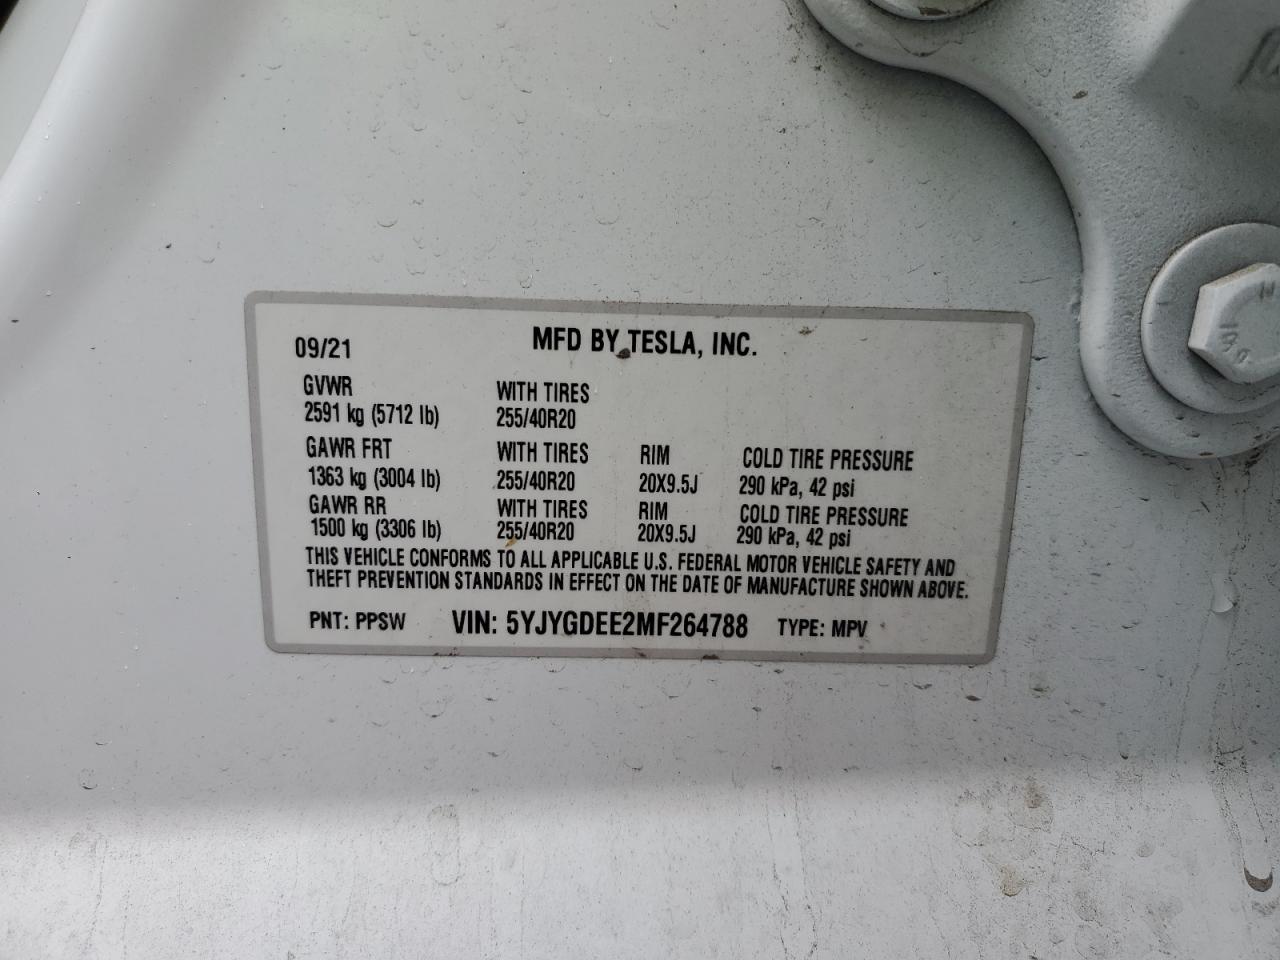 09/21 MFD BY TESLA, INC.
GVWR WITH TIRES
2591 kg (5712 lb) 255/40R20
GAWR FRT WITH TIRES RIM COLD TIRE PRESSURE
1363 kg (3004 lb) 255/40R20 20X9.5J 290 kPa, 42 psi
GAWR RR WITH TIRES RIM COLD TIRE PRESSURE
1500 kg (3306 lb) 255/40R20 20X9.5J 290 kPa, 42 psi
THIS VEHICLE CONFORMS TO ALL APPLICABLE U.S. FEDERAL MOTOR VEHICLE SAFETY AND
THEFT PREVENTION STANDARDS IN EFFECT ON THE DATE OF MANUFACTURE SHOWN ABOVE.
PNT: PPSW VIN: 5YJYGDEE2MF264788 TYPE: MPV